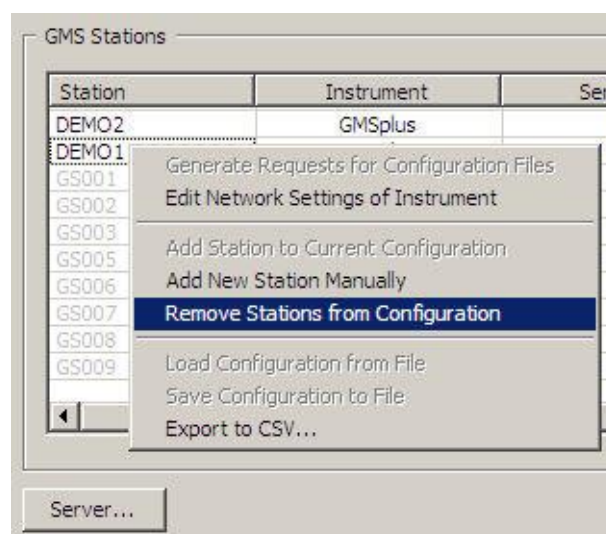 GMS Stations
Station Instrument Ser
DEMO2 GMSplus
DEMO1
GS001
GS002
GS003
GS005
GS006
GS007
GS008
GS009
Generate Requests for Configuration Files
Edit Network Settings of Instrument
Add Station to Current Configuration
Add New Station Manually
Remove Stations from Configuration
Load Configuration from File
Save Configuration to File
Export to CSV...
Server...